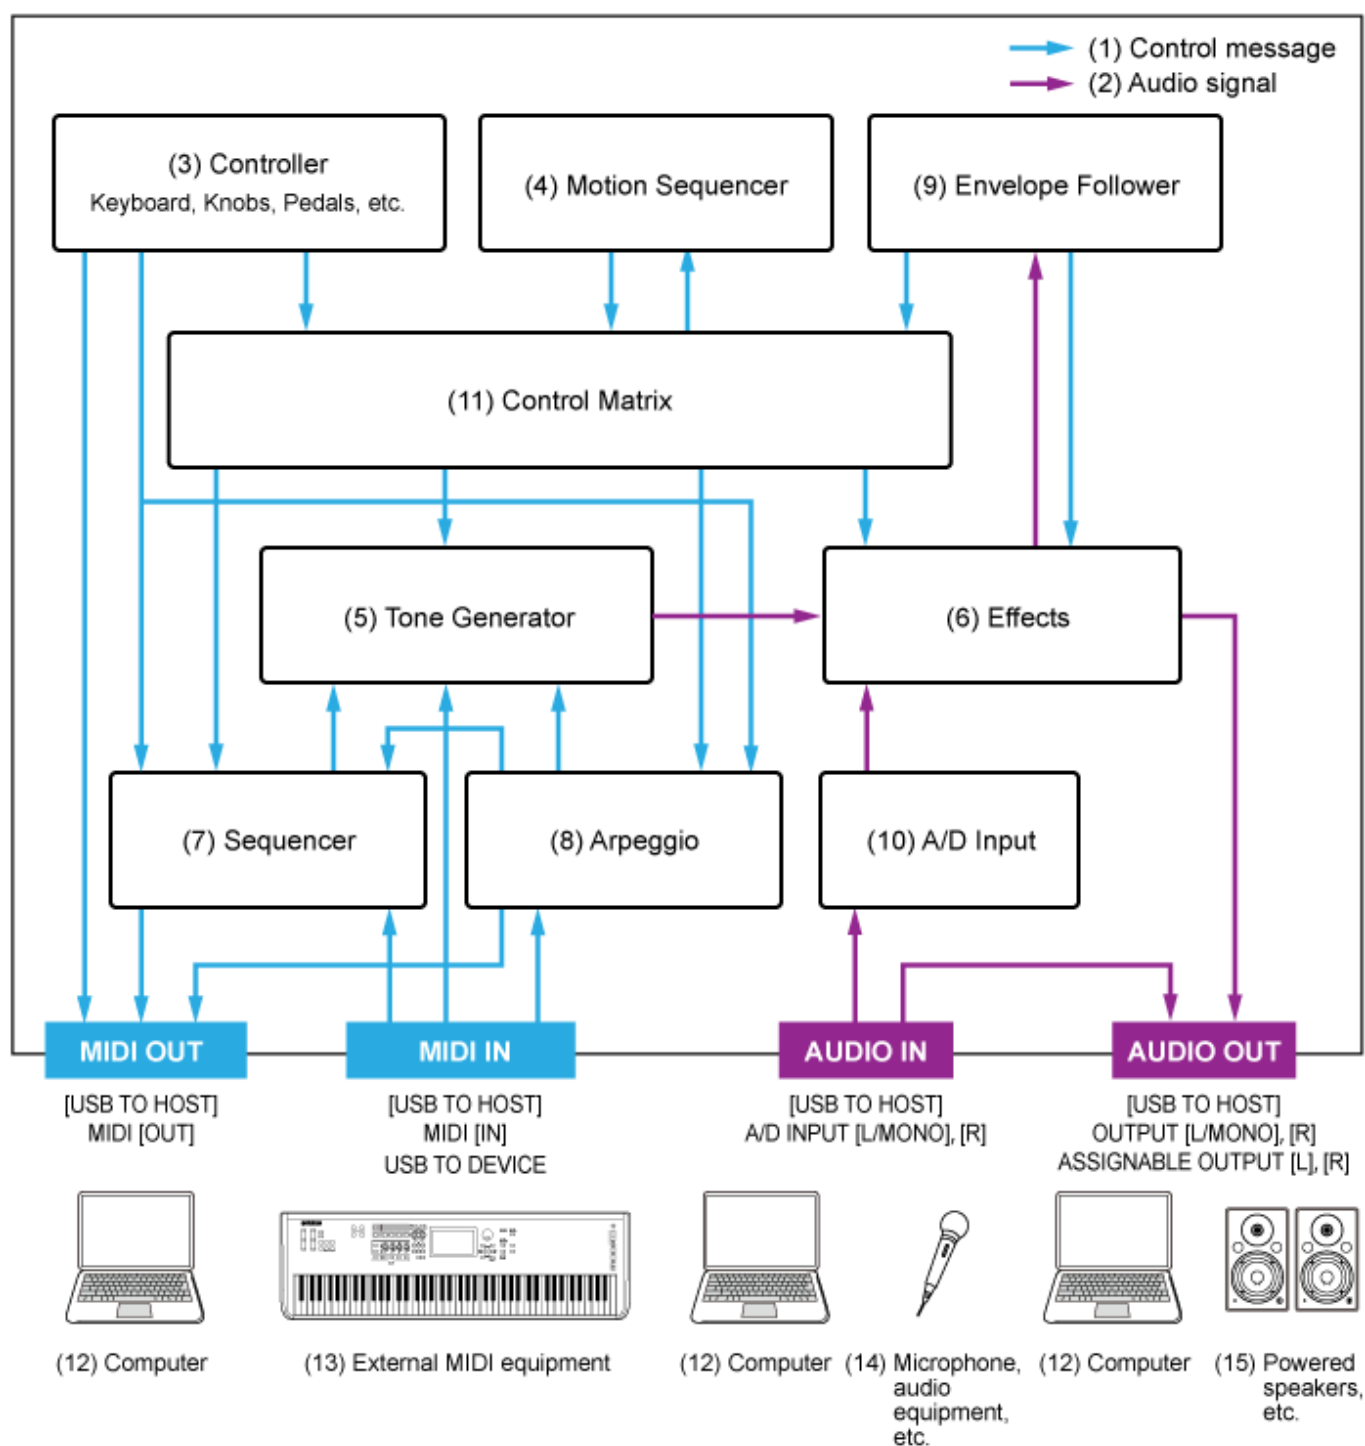 (1) Control message
(2) Audio signal
(3) Controller
Keyboard, Knobs, Pedals, etc.
(4) Motion Sequencer
(9) Envelope Follower
(11) Control Matrix
(5) Tone Generator
(6) Effects
(7) Sequencer
(8) Arpeggio
(10) A/D Input
MIDI OUT
MIDI IN
AUDIO IN
AUDIO OUT
[USB TO HOST]
MIDI [OUT]
[USB TO HOST]
MIDI [IN]
USB TO DEVICE
[USB TO HOST]
A/D INPUT [L/MONO], [R]
[USB TO HOST]
OUTPUT [L/MONO], [R]
ASSIGNABLE OUTPUT [L], [R]
(12) Computer
(13) External MIDI equipment
(12) Computer
(14) Microphone,
audio
equipment,
etc.
(12) Computer
(15) Powered
speakers,
etc.